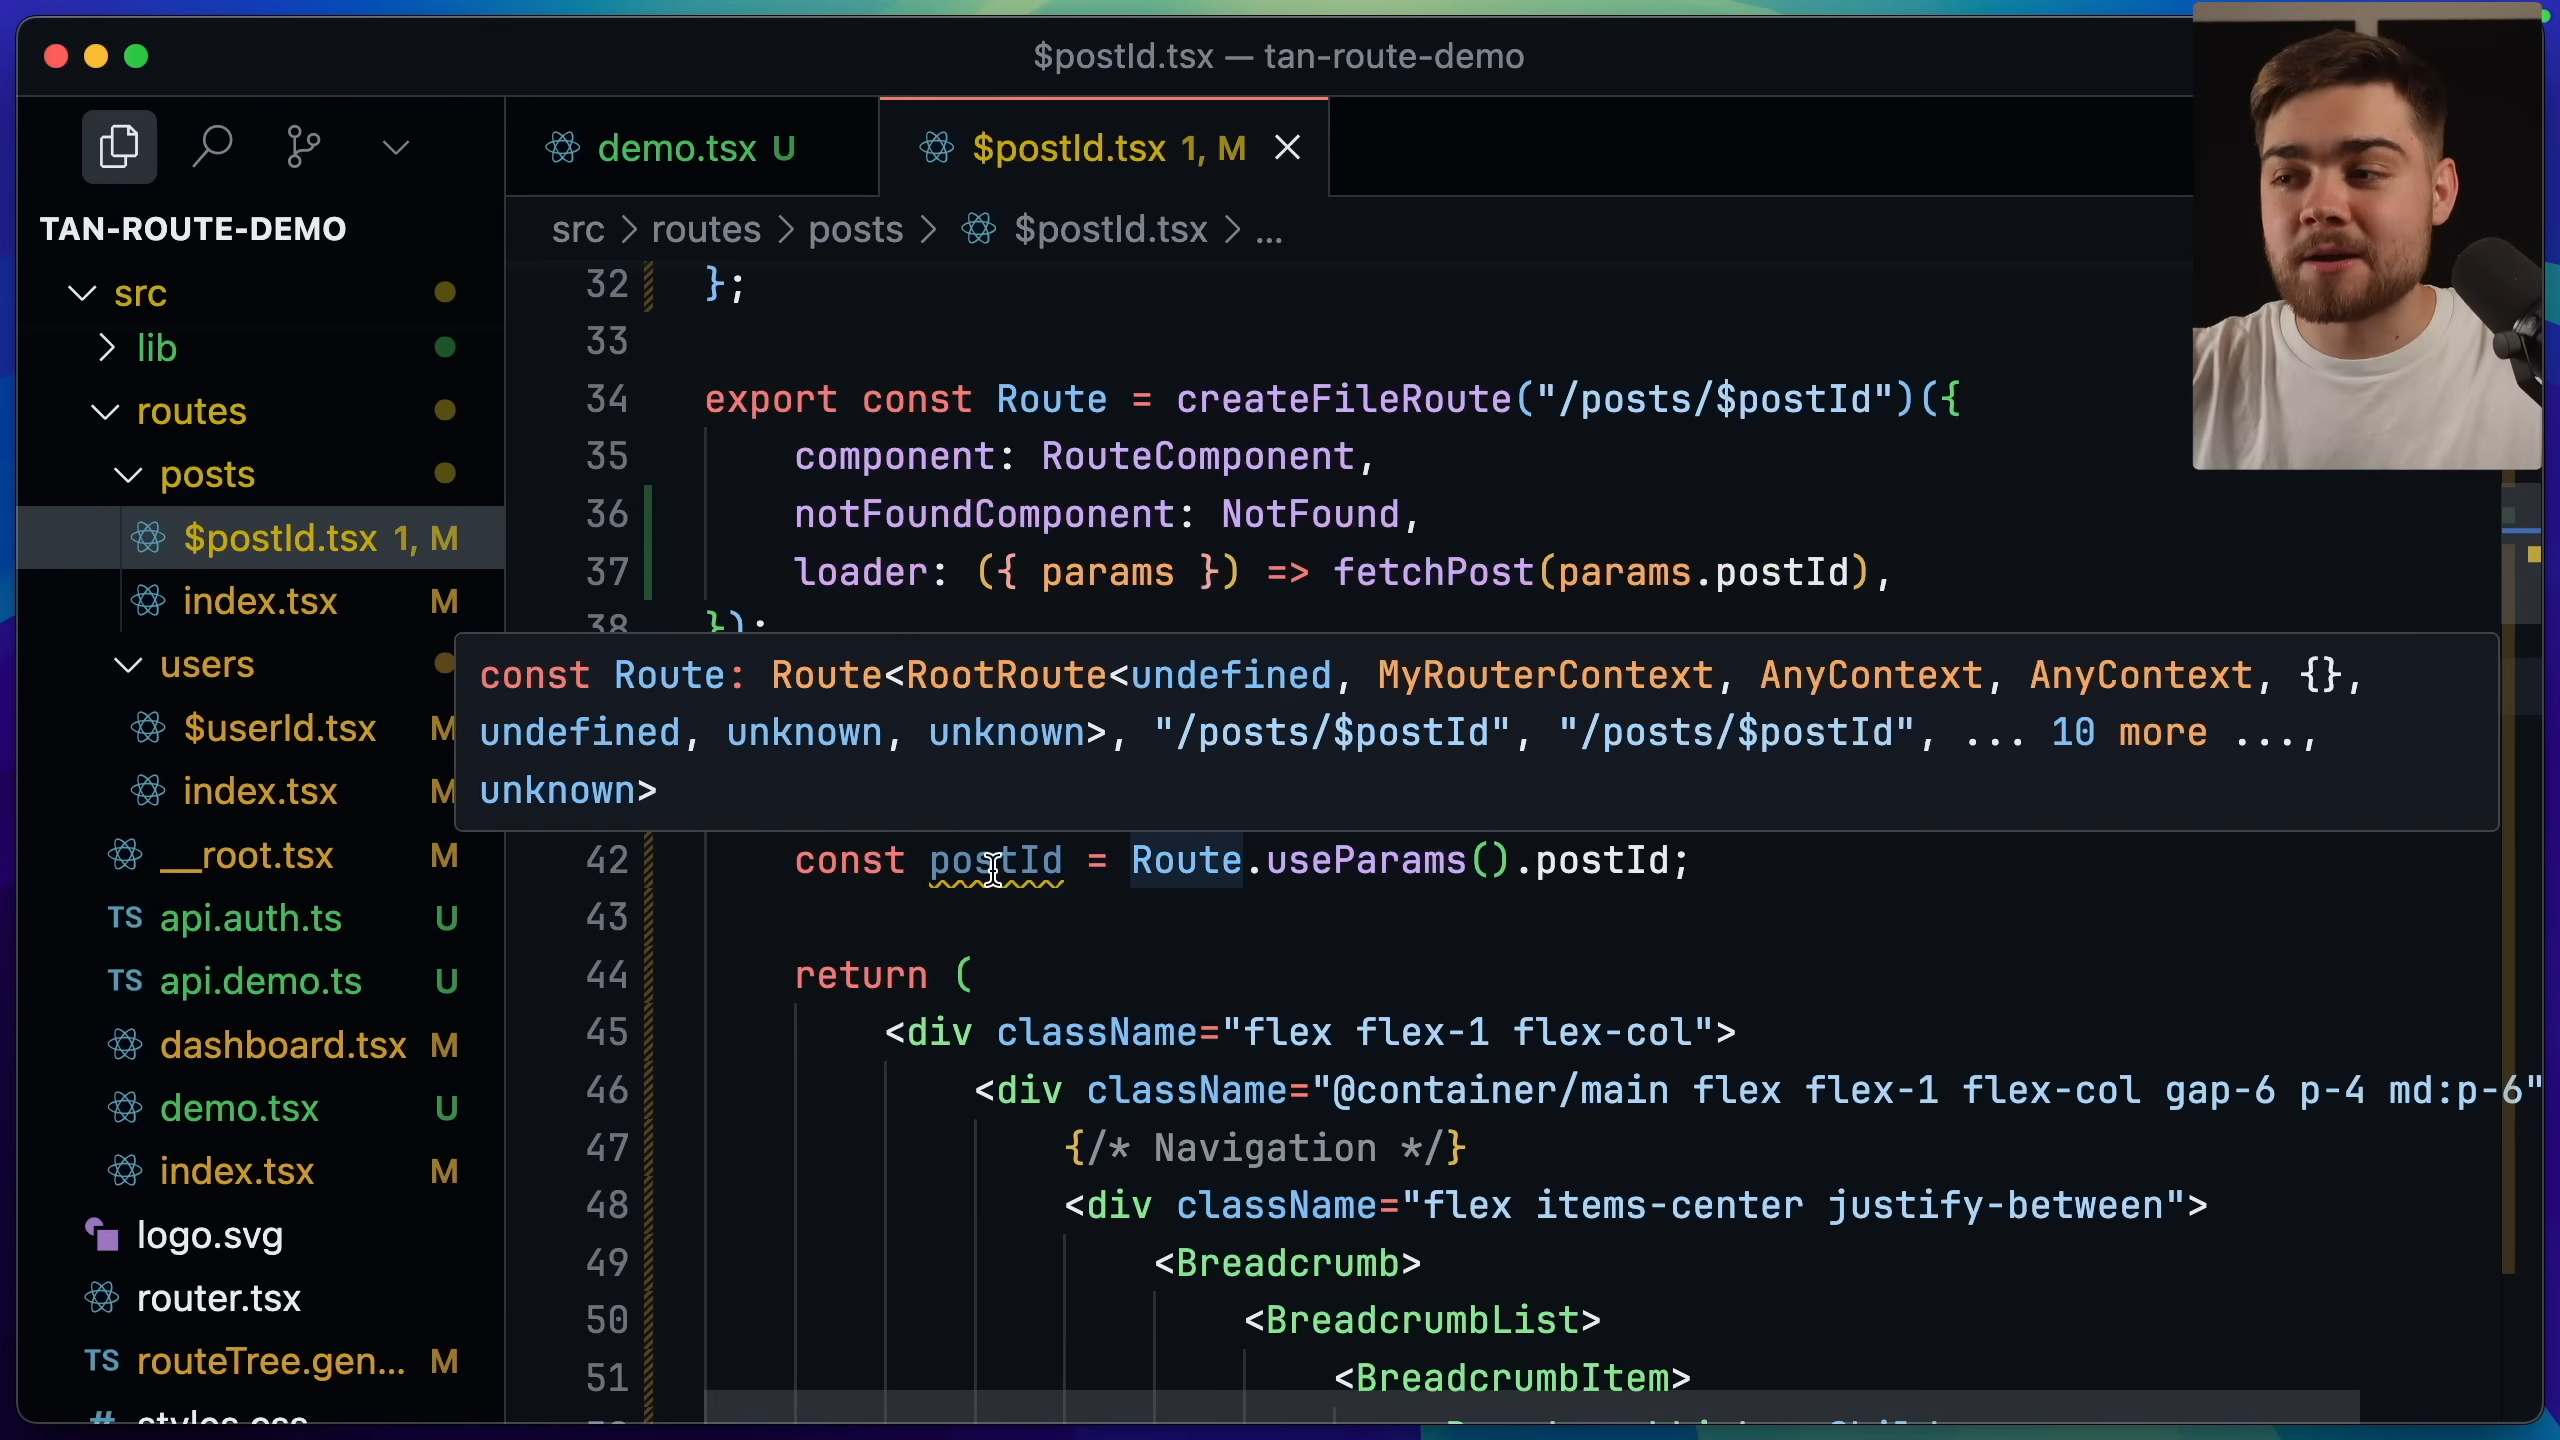 $postId.tsx — tan-route-demo
demo.tsx U
$postId.tsx 1, M
TAN-ROUTE-DEMO
src > routes > posts > $postId.tsx > ...
src
lib
routes
posts
$postId.tsx 1, M
index.tsx M
users
$userId.tsx M
index.tsx M
__root.tsx M
TS api.auth.ts U
TS api.demo.ts U
dashboard.tsx M
demo.tsx U
index.tsx M
logo.svg
router.tsx
TS routeTree.gen... M
# styles.css
32 };
33
34 export const Route = createFileRoute("/posts/$postId")({
35 component: RouteComponent,
36 notFoundComponent: NotFound,
37 loader: ({ params }) => fetchPost(params.postId),
38 });
const Route: Route<RootRoute<undefined, MyRouterContext, AnyContext, AnyContext, {},
undefined, unknown, unknown>, "/posts/$postId", "/posts/$postId", ... 10 more ...,
unknown>
42 const postId = Route.useParams().postId;
43
44 return (
45 <div className="flex flex-1 flex-col">
46 <div className="@container/main flex flex-1 flex-col gap-6 p-4 md:p-6"
47 {/* Navigation */}
48 <div className="flex items-center justify-between">
49 <Breadcrumb>
50 <BreadcrumbList>
51 <BreadcrumbItem>